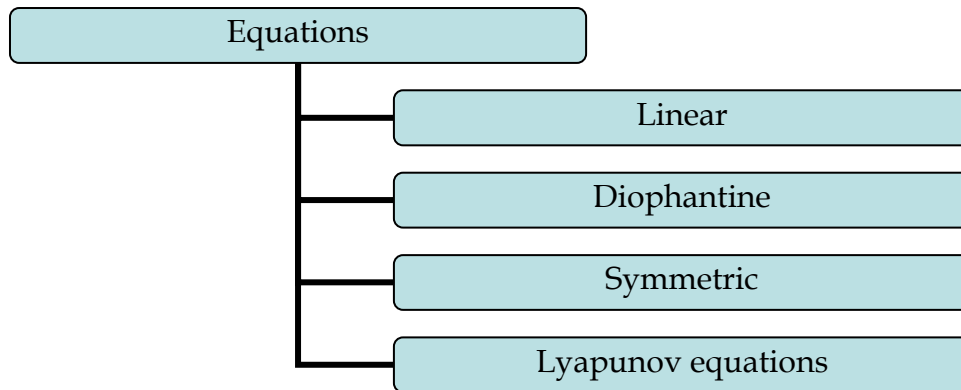 Equations
Linear
Diophantine
Symmetric
Lyapunov equations